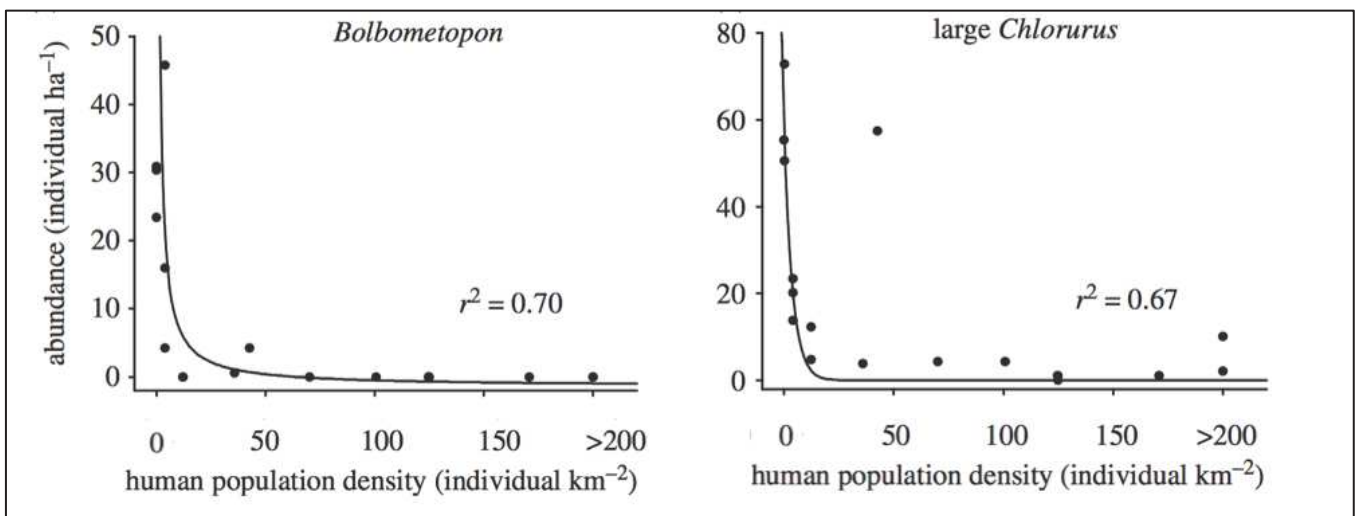 Bolbometopon
abundance (individual ha⁻¹)
50
40
30
20
10
0
r² = 0.70
0 50 100 150 >200
human population density (individual km⁻²)
large Chlorurus
80
60
40
20
0
r² = 0.67
0 50 100 150 >200
human population density (individual km⁻²)